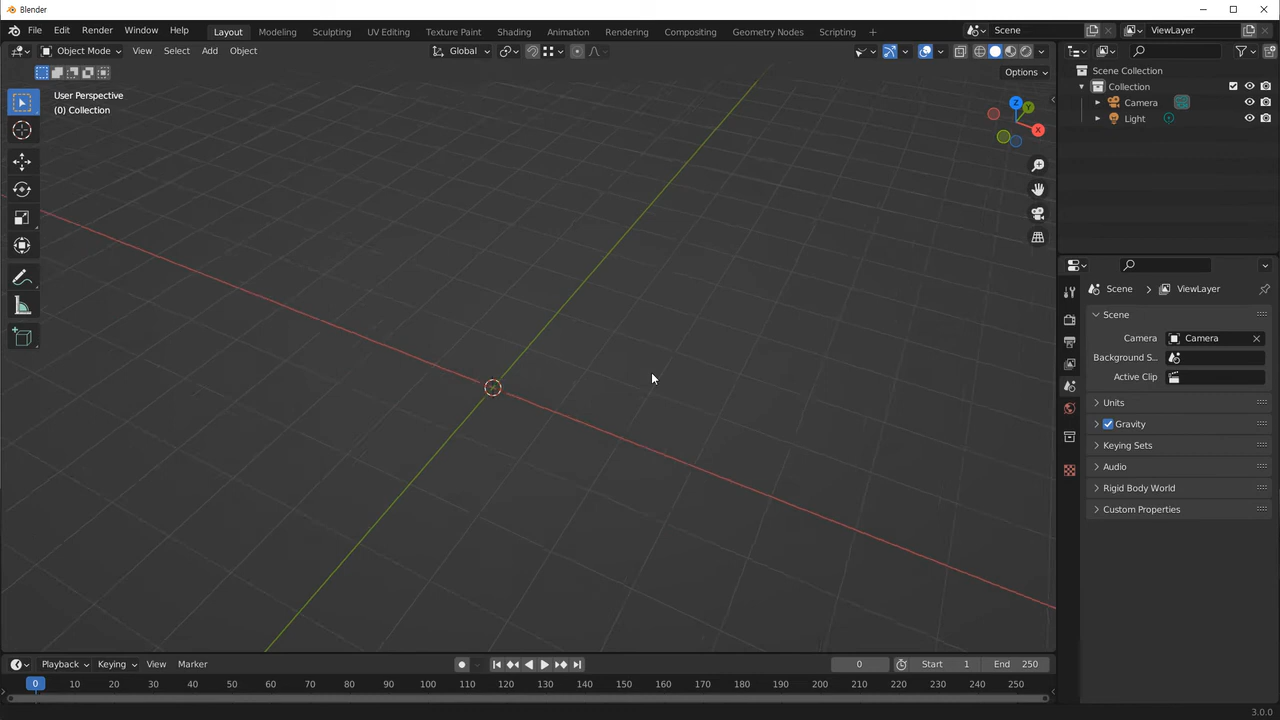 Blender
File Edit Render Window Help Layout Modeling Sculpting UV Editing Texture Paint Shading Animation Rendering Compositing Geometry Nodes Scripting + Scene ViewLayer
Object Mode View Select Add Object Global
Options
User Perspective
(0) Collection
Z
Y
X
Scene Collection
Collection
Camera
Light
Scene > ViewLayer
Scene
Camera Camera
Background S...
Active Clip
Units
Gravity
Keying Sets
Audio
Rigid Body World
Custom Properties
Playback Keying View Marker 0 Start 1 End 250
0 10 20 30 40 50 60 70 80 90 100 110 120 130 140 150 160 170 180 190 200 210 220 230 240 250
3.0.0